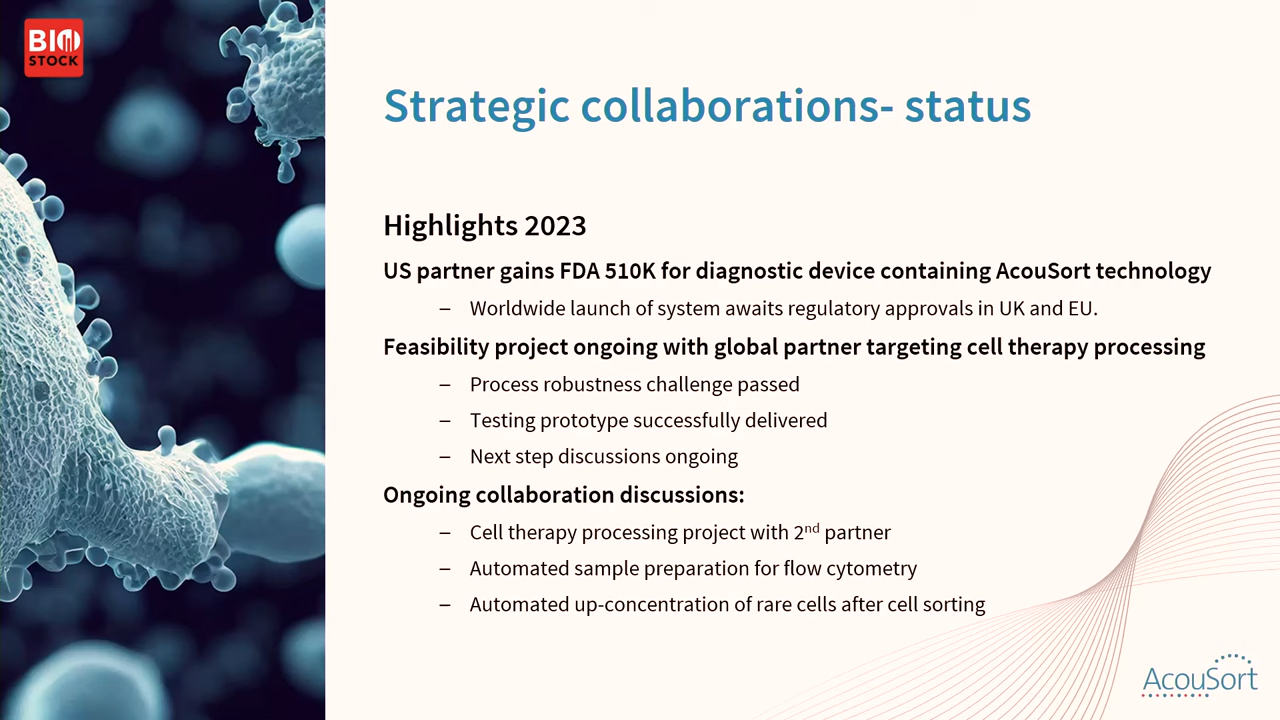 BIO
STOCK
Strategic collaborations- status
Highlights 2023
US partner gains FDA 510K for diagnostic device containing AcouSort technology
– Worldwide launch of system awaits regulatory approvals in UK and EU.
Feasibility project ongoing with global partner targeting cell therapy processing
– Process robustness challenge passed
– Testing prototype successfully delivered
– Next step discussions ongoing
Ongoing collaboration discussions:
– Cell therapy processing project with 2nd partner
– Automated sample preparation for flow cytometry
– Automated up-concentration of rare cells after cell sorting
AcouSort